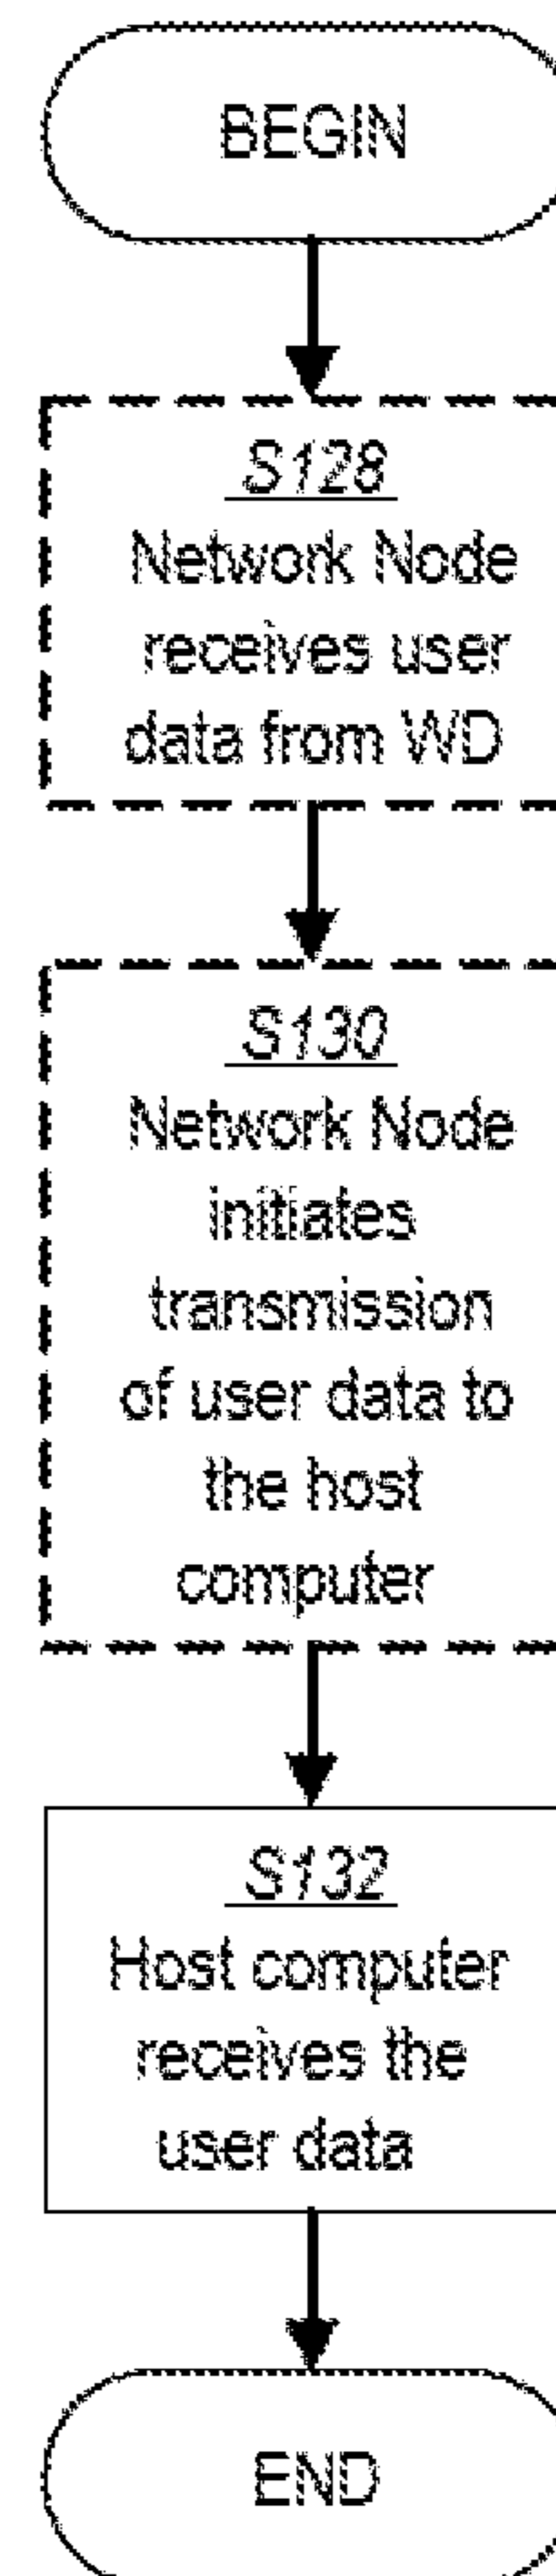 BEGIN
S128
Network Node
receives user
data from WD
S130
Network Node
initiates
transmission
of user data to
the host
computer
S132
Host computer
receives the
user data
END